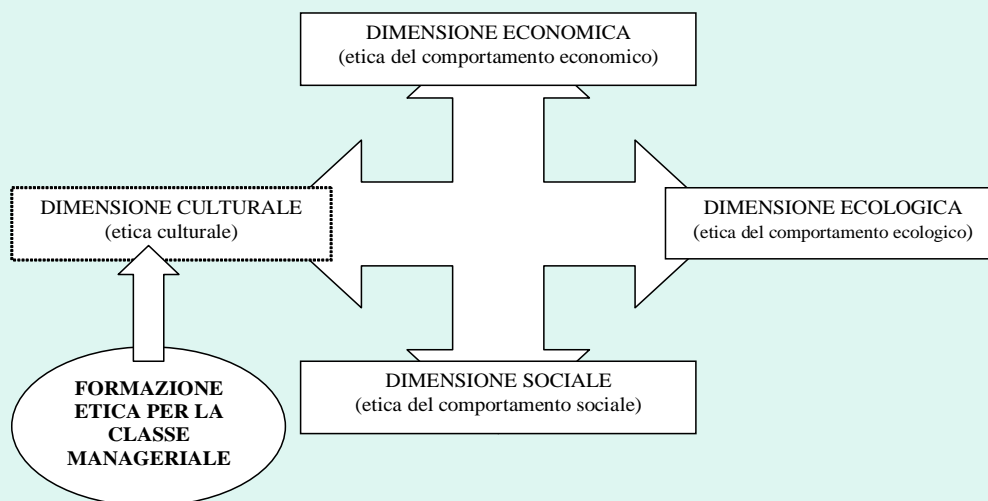 DIMENSIONE ECONOMICA
(etica del comportamento economico)
DIMENSIONE CULTURALE
(etica culturale)
DIMENSIONE ECOLOGICA
(etica del comportamento ecologico)
DIMENSIONE SOCIALE
(etica del comportamento sociale)
FORMAZIONE
ETICA PER LA
CLASSE
MANAGERIALE